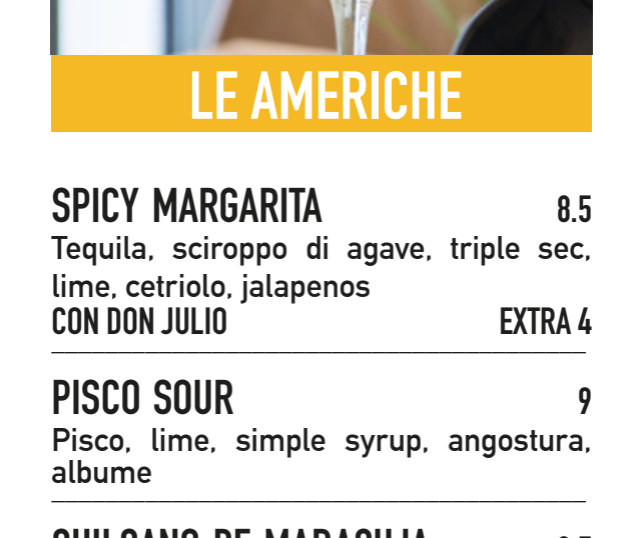 LE AMERICHE
SPICY MARGARITA 8.5
Tequila, sciroppo di agave, triple sec,
lime, cetriolo, jalapenos
CON DON JULIO EXTRA 4
PISCO SOUR 9
Pisco, lime, simple syrup, angostura,
albume